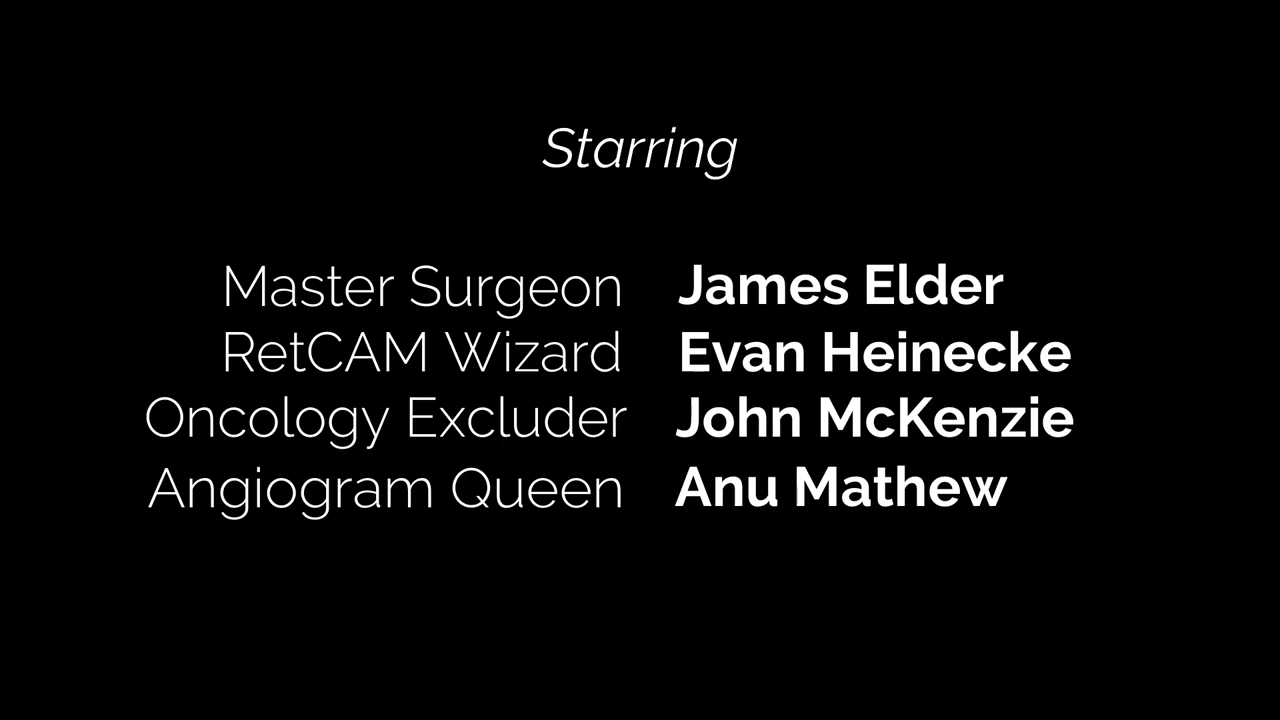 Starring
Master Surgeon James Elder
RetCAM Wizard Evan Heinecke
Oncology Excluder John McKenzie
Angiogram Queen Anu Mathew